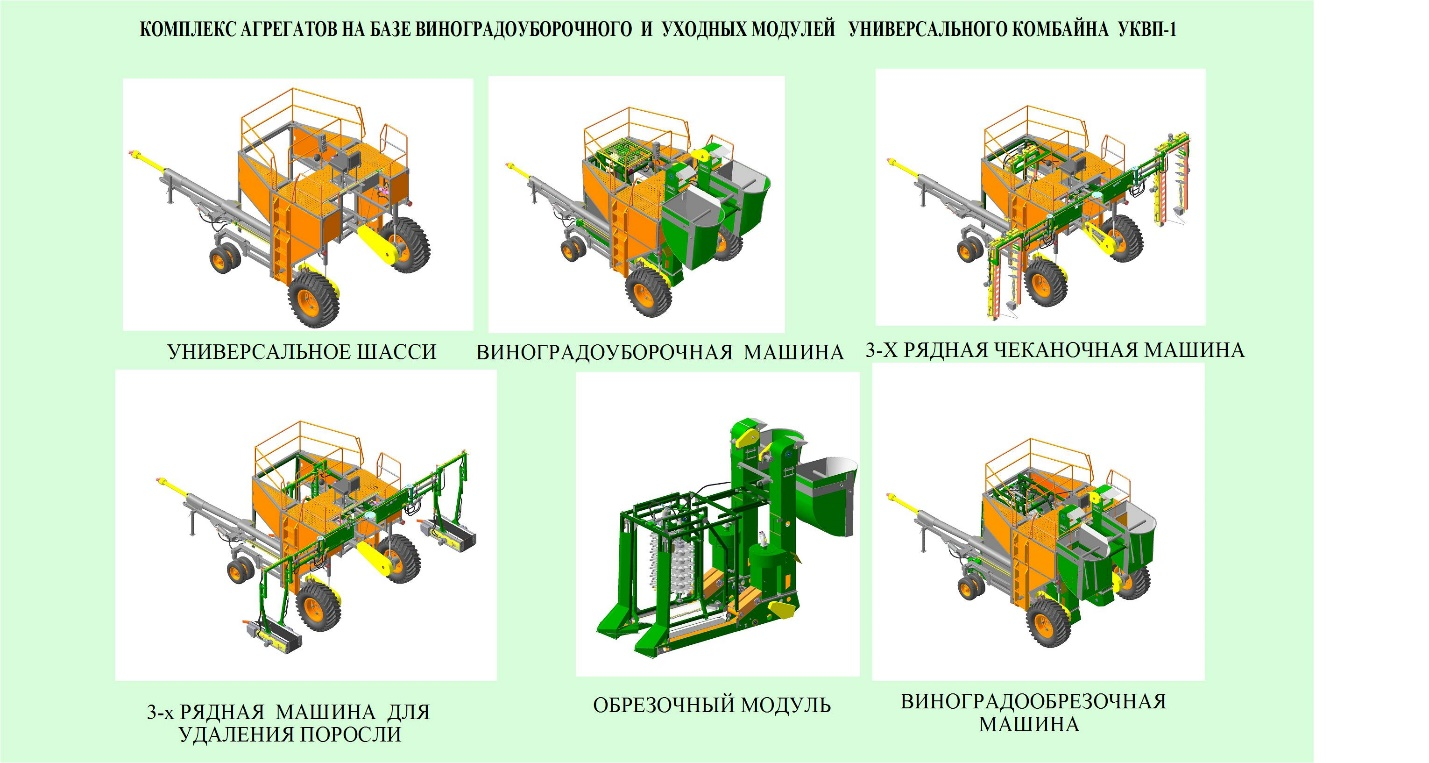 КОМПЛЕКС АГРЕГАТОВ НА БАЗЕ ВИНОГРАДОУБОРОЧНОГО И УХОДНЫХ МОДУЛЕЙ УНИВЕРСАЛЬНОГО КОМБАЙНА УКВП-1
УНИВЕРСАЛЬНОЕ ШАССИ
ВИНОГРАДОУБОРОЧНАЯ МАШИНА
3-Х РЯДНАЯ ЧЕКАНОЧНАЯ МАШИНА
3-х РЯДНАЯ МАШИНА ДЛЯ
УДАЛЕНИЯ ПОРОСЛИ
ОБРЕЗОЧНЫЙ МОДУЛЬ
ВИНОГРАДООБРЕЗОЧНАЯ
МАШИНА